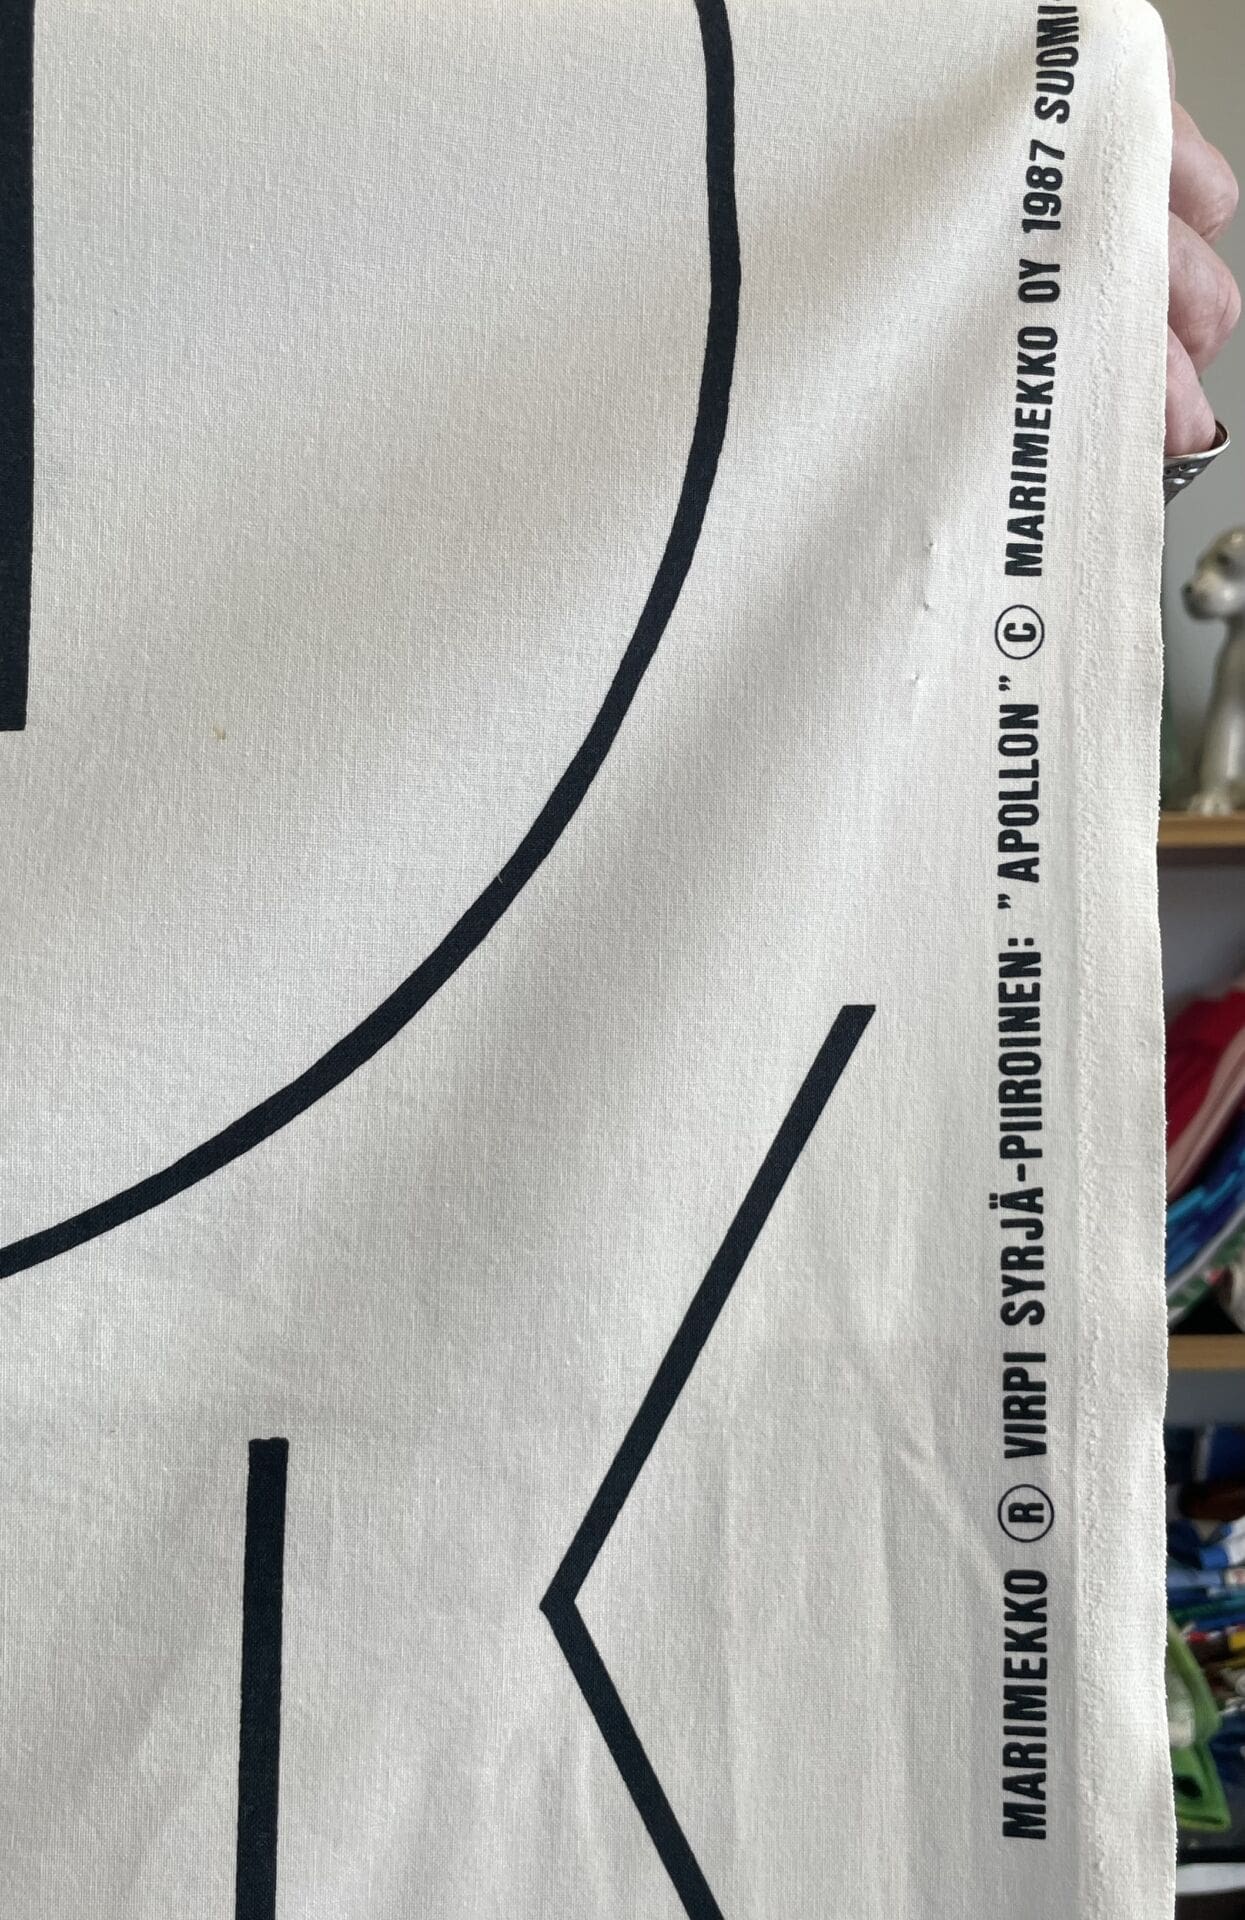 MARIMEKKO Ⓡ VIRPI SYRJÄ-PIIROINEN: ”APOLLON” Ⓒ MARIMEKKO OY 1987 SUOMI